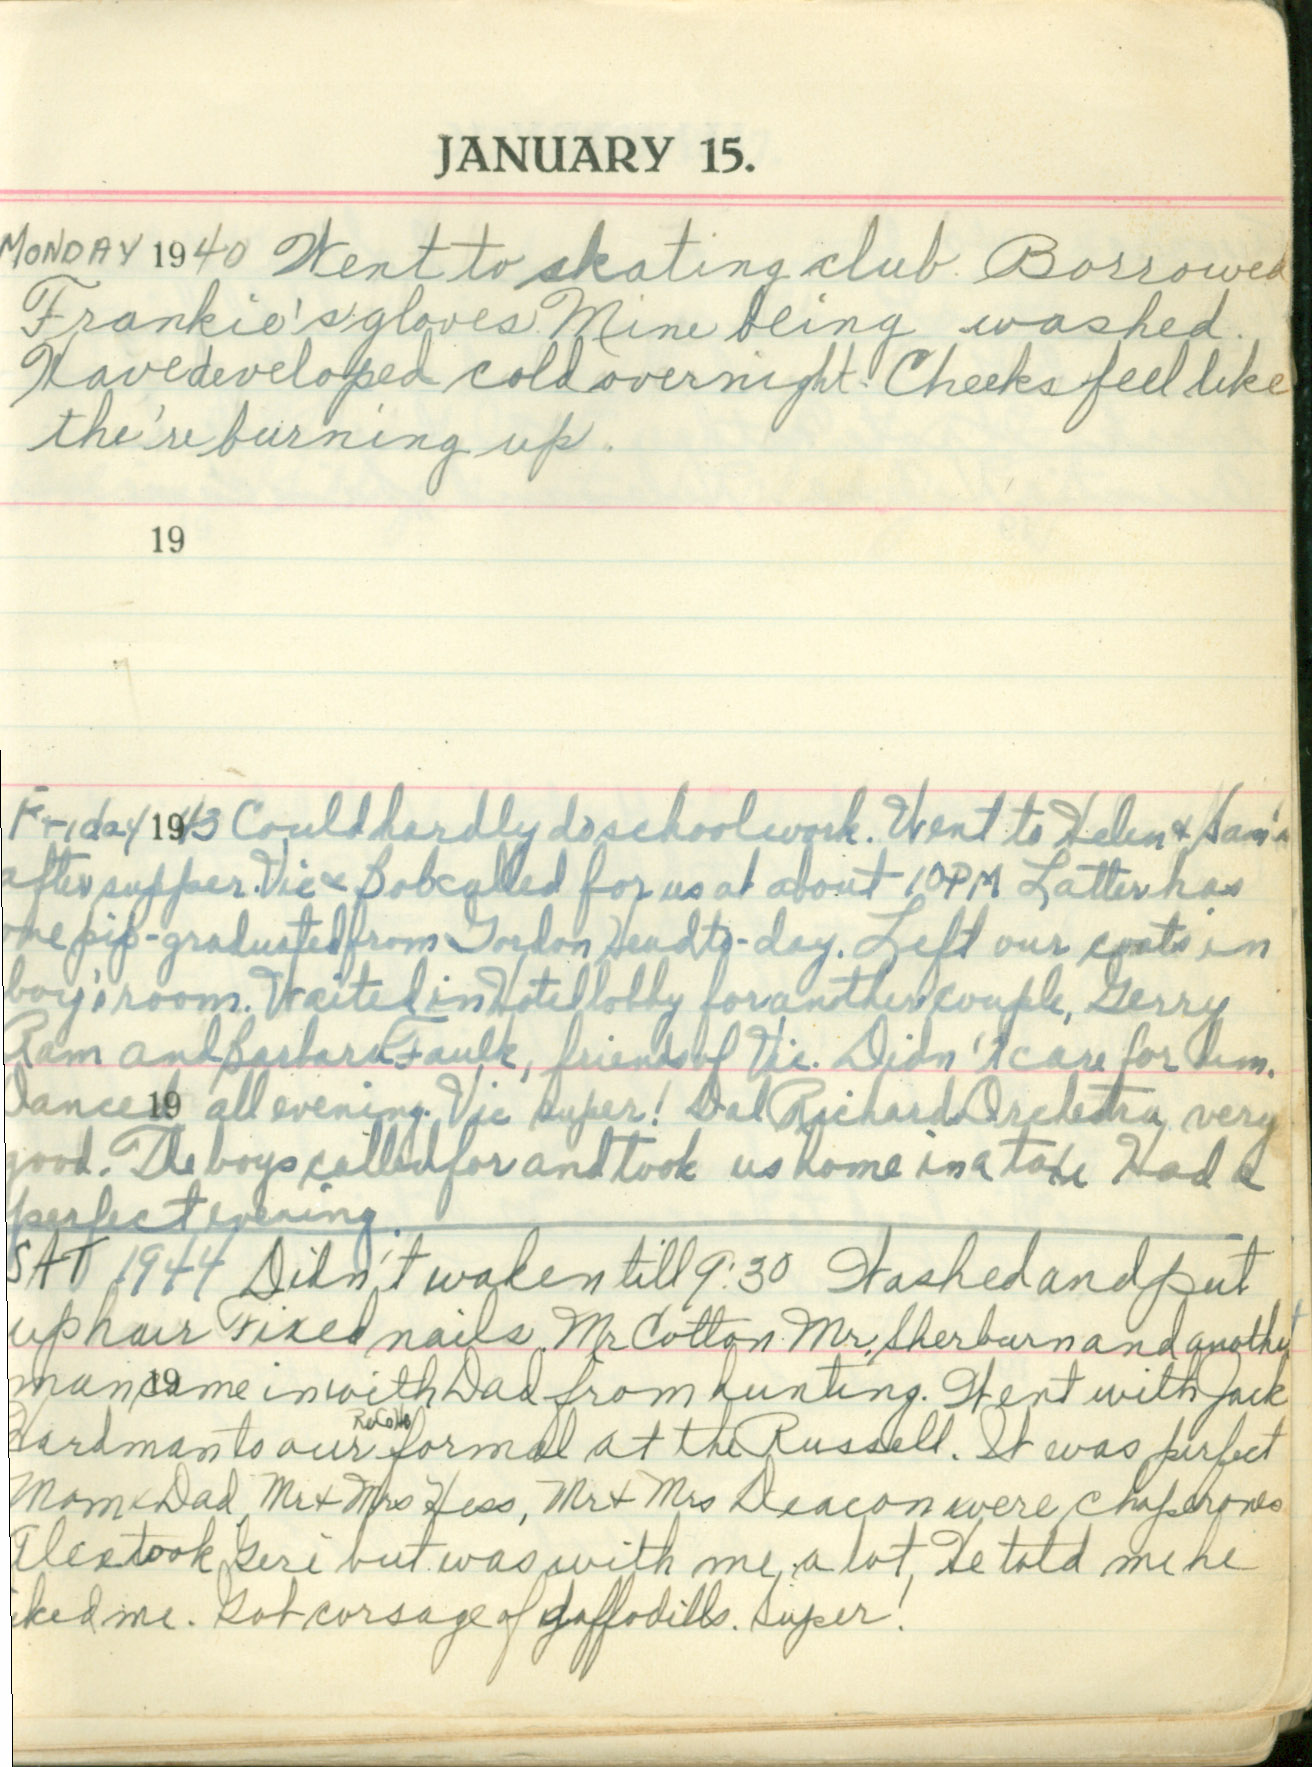 JANUARY 15.
MONDAY 1940 Went to skating club. Borrowed
Frankie's gloves. Mine being washed.
Have developed cold overnight. Cheeks feel like
the're burning up.
19
Friday 1943 Could hardly do schoolwork. Went to Helen & Sam's
after supper. Vic & Bob called for us at about 10 PM Latter has
one pip - graduated from Gordon Head to-day. Left our coats in
boy's room. Waited in Hotel lobby for another couple, Gerry
Ram and Barbara Faulk, friends of Vic. Didn't care for him.
Danced 19 all evening. Vic super! Dal Richards Orchestra very
good. The boys called for and took us home in a taxi Had a
perfect evening.
SAT 1944 Didn't waken till 9:30 Washed and put
up hair Fixed nails. Mr Cotton Mr. Sherburn and another
man 19 came in with Dad from hunting. Went with Jack
Hardman to our formal at the Russell. It was perfect
Mom & Dad, Mr & Mrs Hess, Mr & Mrs Deacon were chaperones
Alex took Geri but was with me a lot, He told me he
liked me. Got corsage of daffodills. Super!